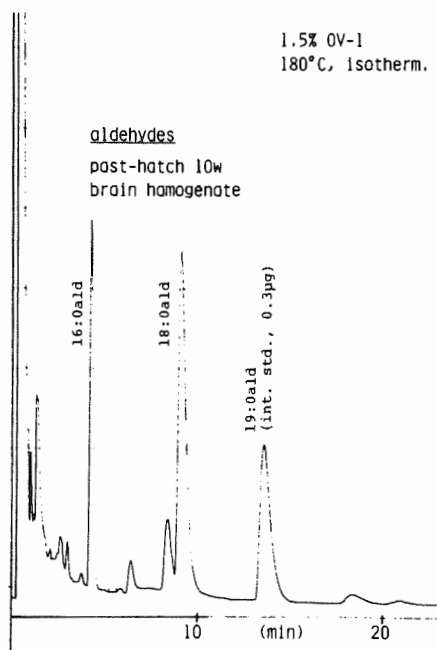 1.5% OV-1
180°C, isotherm.
aldehydes
post-hatch 10w
brain homogenate
16:0ald
18:0ald
19:0ald
(int. std., 0.3µg)
10
(min)
20